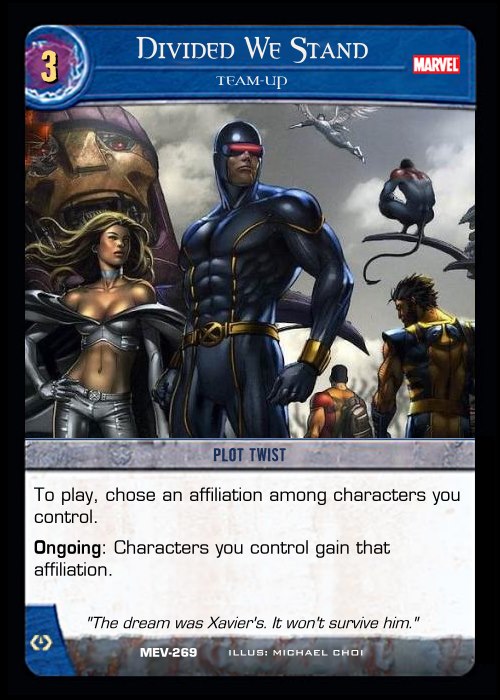 3
Divided We Stand
TEAM-UP
MARVEL
PLOT TWIST
To play, chose an affiliation among characters you
control.
Ongoing: Characters you control gain that
affiliation.
"The dream was Xavier's. It won't survive him."
MEV-269 ILLUS: MICHAEL CHOI